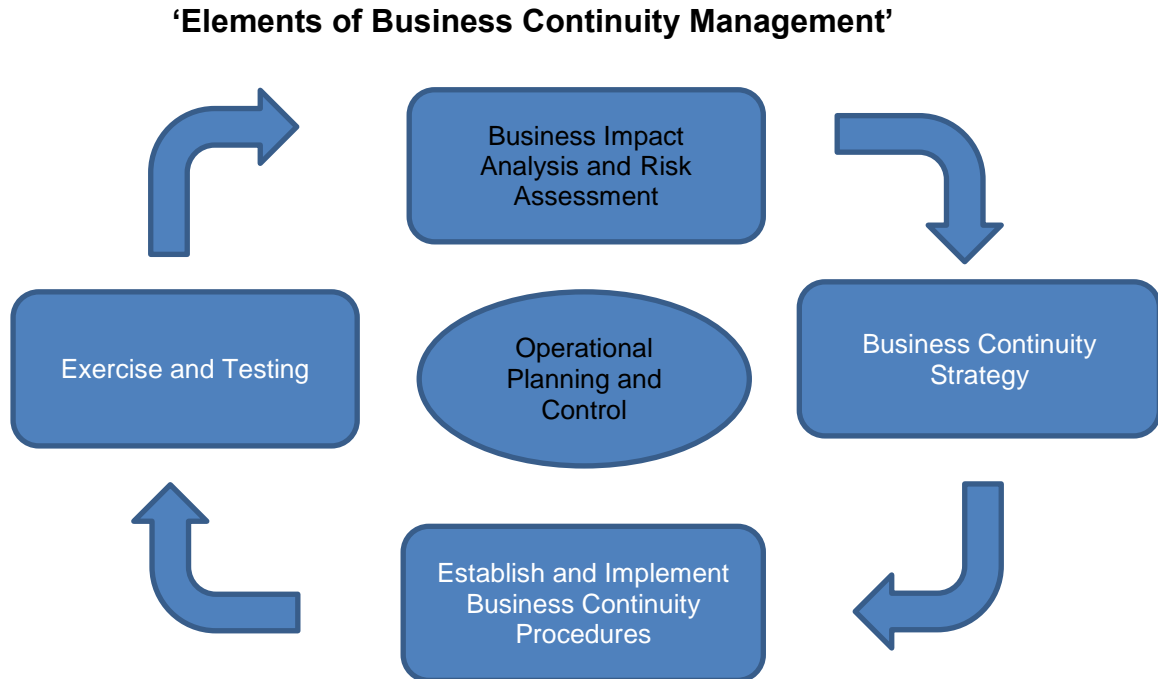 ‘Elements of Business Continuity Management’
Business Impact
Analysis and Risk
Assessment
Exercise and Testing
Operational
Planning and
Control
Business Continuity
Strategy
Establish and Implement
Business Continuity
Procedures